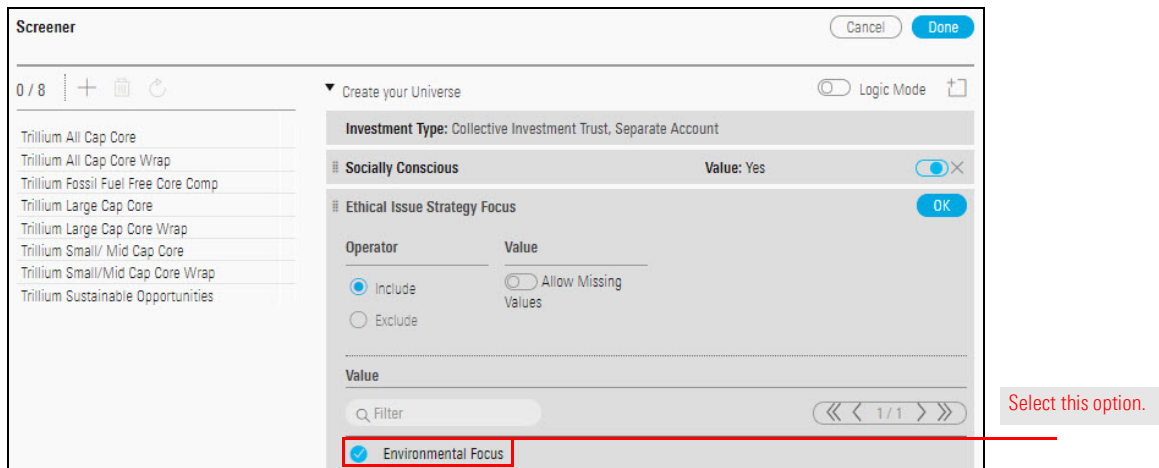 Screener
Cancel
Done
0 / 8
Trillium All Cap Core
Trillium All Cap Core Wrap
Trillium Fossil Fuel Free Core Comp
Trillium Large Cap Core
Trillium Large Cap Core Wrap
Trillium Small/ Mid Cap Core
Trillium Small/Mid Cap Core Wrap
Trillium Sustainable Opportunities
Create your Universe
Logic Mode
Investment Type: Collective Investment Trust, Separate Account
Socially Conscious Value: Yes
Ethical Issue Strategy Focus
OK
Operator
Include
Exclude
Value
Allow Missing
Values
Value
Filter
1/1
Environmental Focus
Select this option.